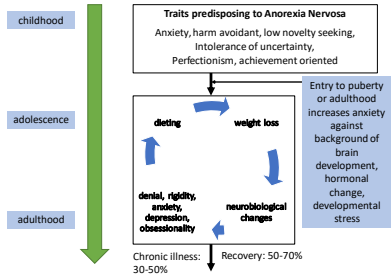 childhood
Traits predisposing to Anorexia Nervosa
Anxiety, harm avoidant, low novelty seeking,
Intolerance of uncertainty,
Perfectionism, achievement oriented
Entry to puberty
or adulthood
increases anxiety
against
background of
brain
development,
hormonal
change,
developmental
stress
adolescence
dieting
weight loss
denial, rigidity,
anxiety,
depression,
obsessionality
neurobiological
changes
adulthood
Chronic illness:
30-50%
Recovery: 50-70%